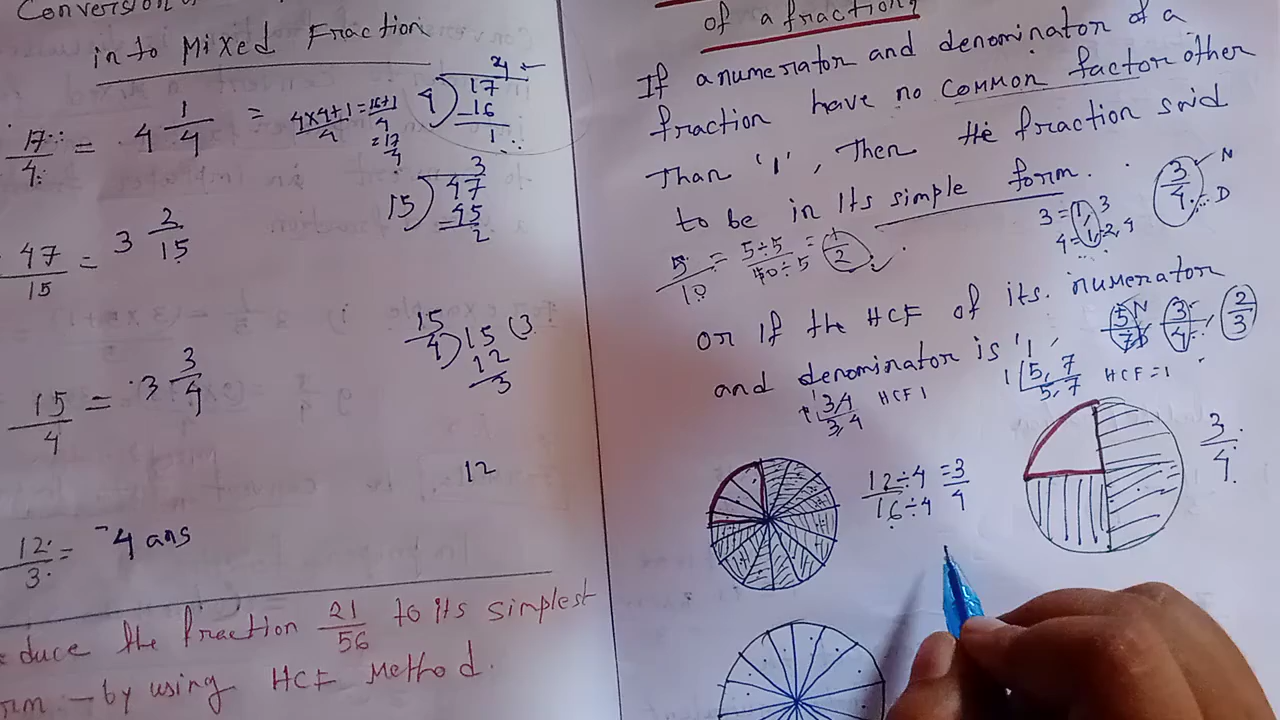 Conversion
into Mixed Fraction
17/4 = 4 1/4 = 4×4+1/4 = 16+1/4
= 17/4
4)17
16
1
47/15 = 3 2/15
3
15)47
45
2
15/4 = 3 3/4
15/4 )15(3
12
3
12
12/3 = 4 ans
duce the fraction 21/56 to its simplest
rm - by using HCF Method.
of a fraction?
If a numerator and denominator of a
fraction have no common factor other
Than '1', Then the fraction said
to be in its simple form.
3/4 N D
3 = 1, 3
4 = 1, 2, 4
5/10 = 5÷5/10÷5 = 1/2
or if the HCF of its numerator
and denominator is '1,
5/7 N D, 3/4, 2/3
1|3,4
3,4
HCF 1
1|5,7
5,7
HCF=1
12÷4/16÷4 = 3/4
3/4